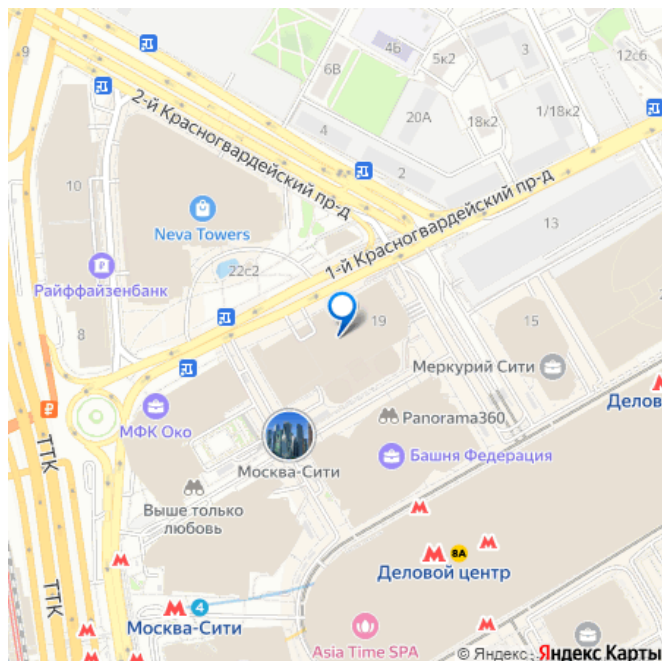 9
4Б
6В
5к2
3
12с6
2-й Красногвардейский пр-д
4
20А
18к2
1/18к2
2
10
Neva Towers
1-й Красногвардейский пр-д
13
22с2
Райффайзенбанк
8
19
15
2
Меркурий Сити
Делов
МФК Око
Panorama360
Москва-Сити
Башня Федерация
ТТК
Выше только
любовь
8А
Деловой центр
ТТК
4
Москва-Сити
Asia Time SPA
© Яндекс Яндекс Карты